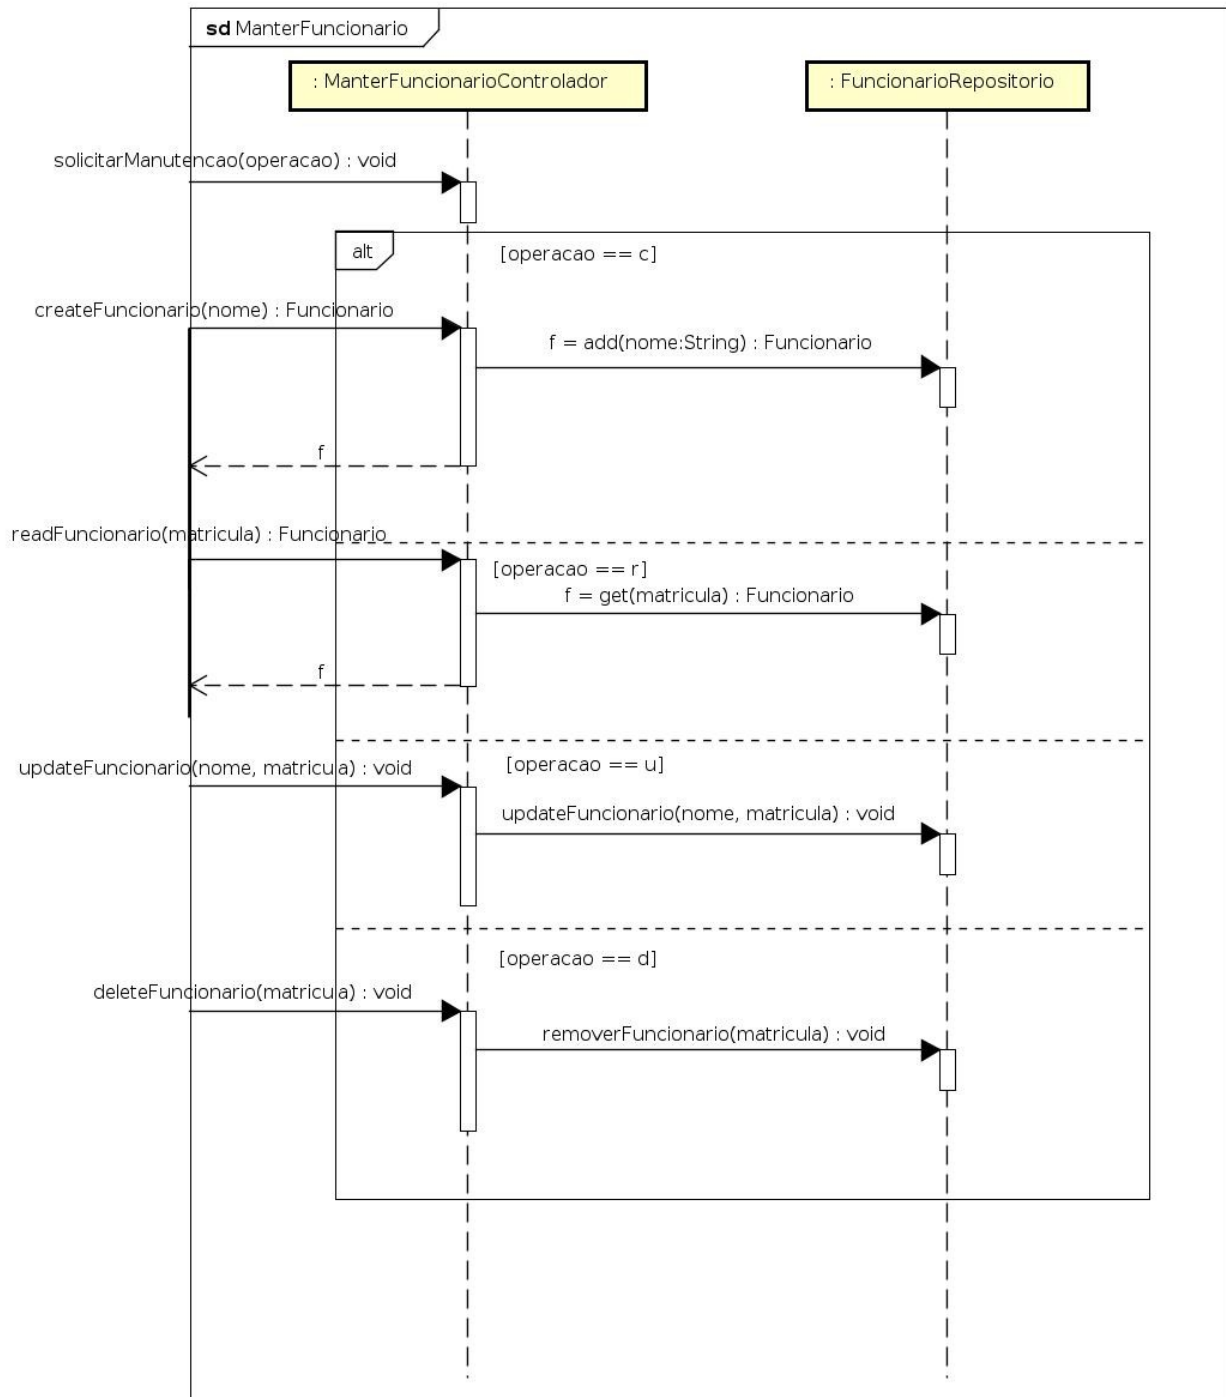 sd ManterFuncionario
: ManterFuncionarioControlador
: FuncionarioRepositorio
solicitarManutencao(operacao) : void
alt
[operacao == c]
createFuncionario(nome) : Funcionario
f = add(nome:String) : Funcionario
f
readFuncionario(matricula) : Funcionario
[operacao == r]
f = get(matricula) : Funcionario
f
updateFuncionario(nome, matricula) : void
[operacao == u]
updateFuncionario(nome, matricula) : void
[operacao == d]
deleteFuncionario(matricula) : void
removerFuncionario(matricula) : void